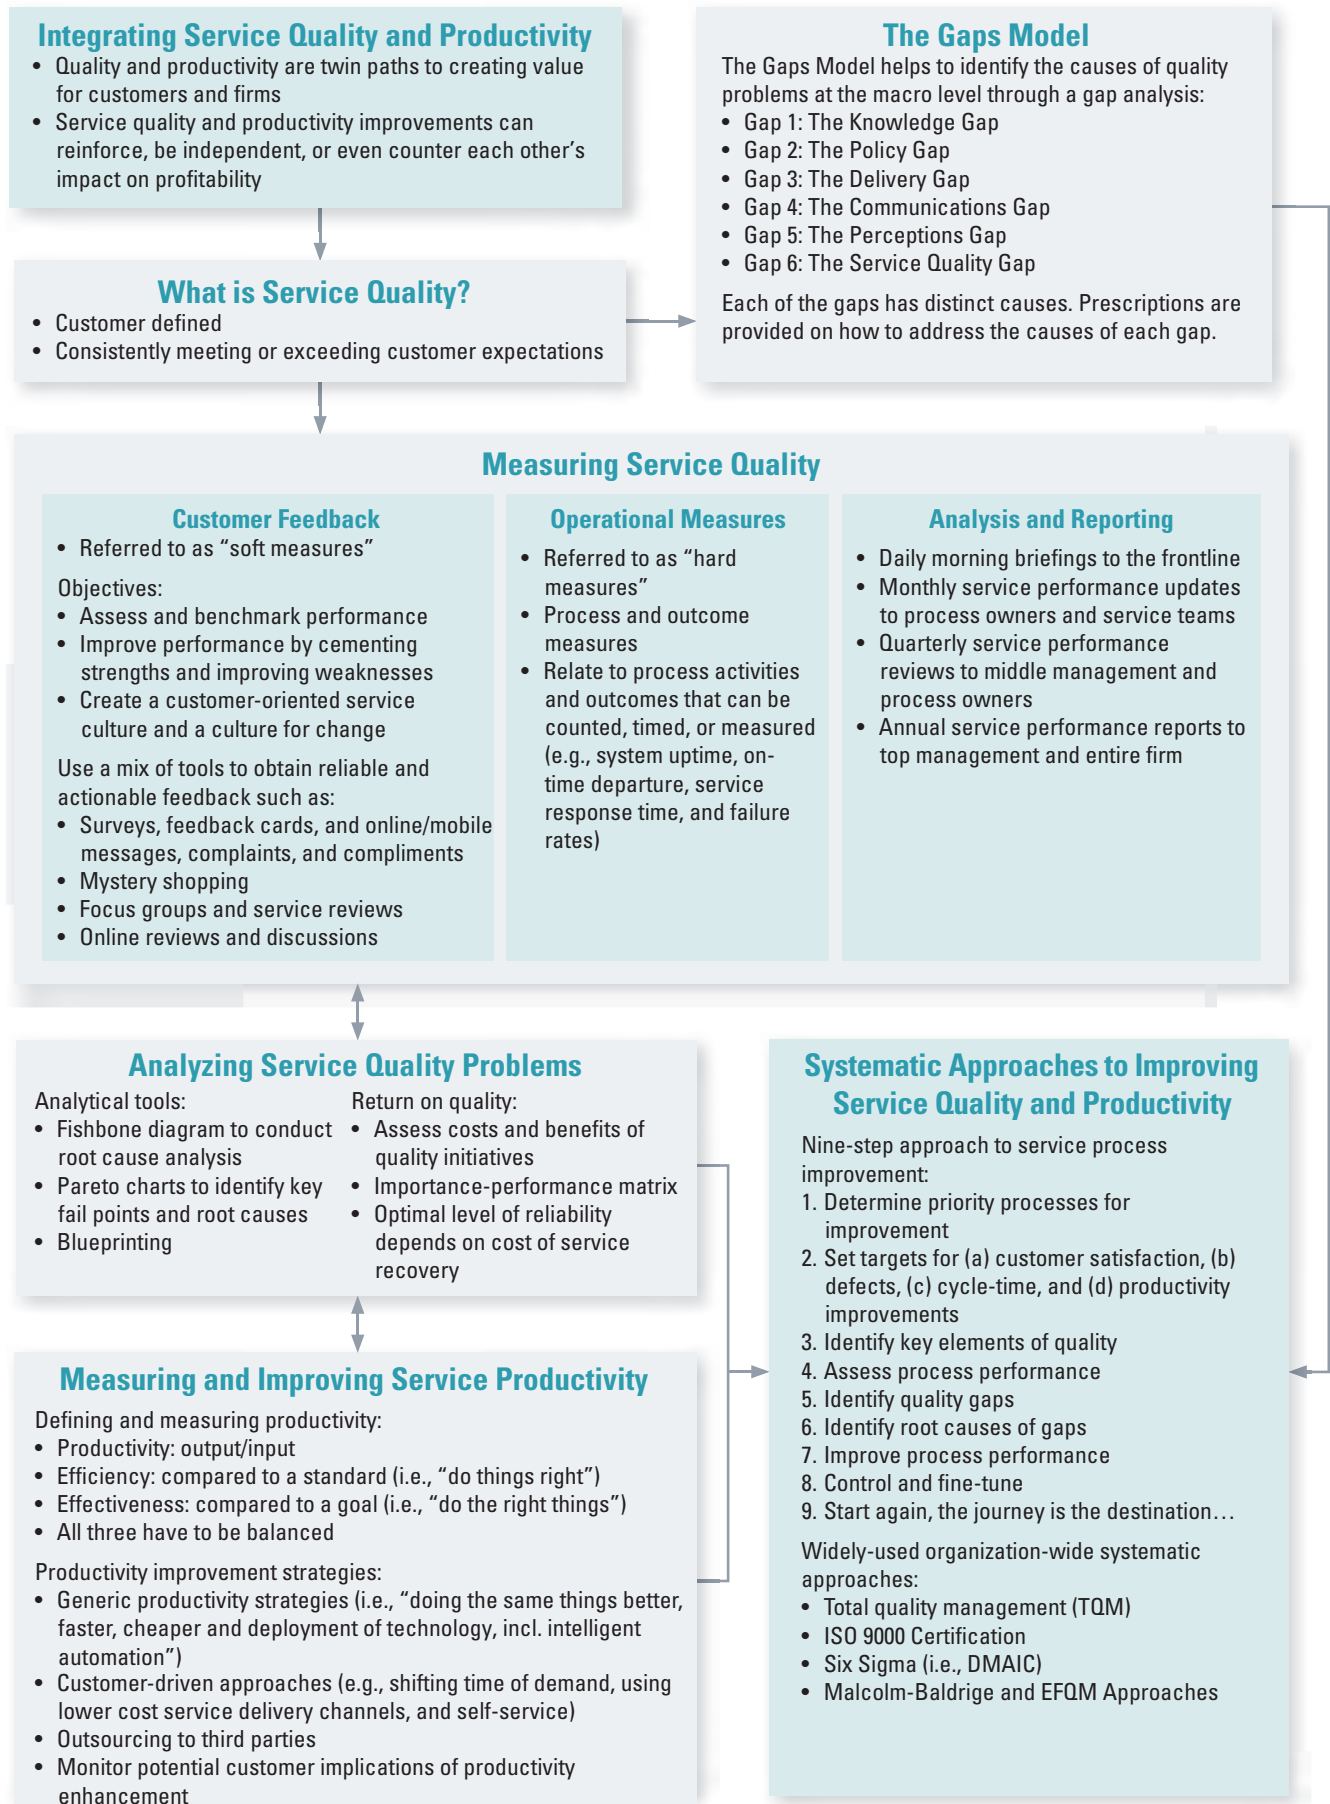 Integrating Service Quality and Productivity
• Quality and productivity are twin paths to creating value
for customers and firms
• Service quality and productivity improvements can
reinforce, be independent, or even counter each other's
impact on profitability
What is Service Quality?
• Customer defined
• Consistently meeting or exceeding customer expectations
The Gaps Model
The Gaps Model helps to identify the causes of quality
problems at the macro level through a gap analysis:
• Gap 1: The Knowledge Gap
• Gap 2: The Policy Gap
• Gap 3: The Delivery Gap
• Gap 4: The Communications Gap
• Gap 5: The Perceptions Gap
• Gap 6: The Service Quality Gap
Each of the gaps has distinct causes. Prescriptions are
provided on how to address the causes of each gap.
Measuring Service Quality
Customer Feedback
• Referred to as “soft measures”
Objectives:
• Assess and benchmark performance
• Improve performance by cementing
strengths and improving weaknesses
• Create a customer-oriented service
culture and a culture for change
Use a mix of tools to obtain reliable and
actionable feedback such as:
• Surveys, feedback cards, and online/mobile
messages, complaints, and compliments
• Mystery shopping
• Focus groups and service reviews
• Online reviews and discussions
Operational Measures
• Referred to as “hard
measures”
• Process and outcome
measures
• Relate to process activities
and outcomes that can be
counted, timed, or measured
(e.g., system uptime, on-
time departure, service
response time, and failure
rates)
Analysis and Reporting
• Daily morning briefings to the frontline
• Monthly service performance updates
to process owners and service teams
• Quarterly service performance
reviews to middle management and
process owners
• Annual service performance reports to
top management and entire firm
Analyzing Service Quality Problems
Analytical tools:
• Fishbone diagram to conduct
root cause analysis
• Pareto charts to identify key
fail points and root causes
• Blueprinting
Return on quality:
• Assess costs and benefits of
quality initiatives
• Importance-performance matrix
• Optimal level of reliability
depends on cost of service
recovery
Measuring and Improving Service Productivity
Defining and measuring productivity:
• Productivity: output/input
• Efficiency: compared to a standard (i.e., “do things right”)
• Effectiveness: compared to a goal (i.e., “do the right things”)
• All three have to be balanced
Productivity improvement strategies:
• Generic productivity strategies (i.e., “doing the same things better,
faster, cheaper and deployment of technology, incl. intelligent
automation”)
• Customer-driven approaches (e.g., shifting time of demand, using
lower cost service delivery channels, and self-service)
• Outsourcing to third parties
• Monitor potential customer implications of productivity
enhancement
Systematic Approaches to Improving
Service Quality and Productivity
Nine-step approach to service process
improvement:
1. Determine priority processes for
improvement
2. Set targets for (a) customer satisfaction, (b)
defects, (c) cycle-time, and (d) productivity
improvements
3. Identify key elements of quality
4. Assess process performance
5. Identify quality gaps
6. Identify root causes of gaps
7. Improve process performance
8. Control and fine-tune
9. Start again, the journey is the destination…
Widely-used organization-wide systematic
approaches:
• Total quality management (TQM)
• ISO 9000 Certification
• Six Sigma (i.e., DMAIC)
• Malcolm-Baldrige and EFQM Approaches